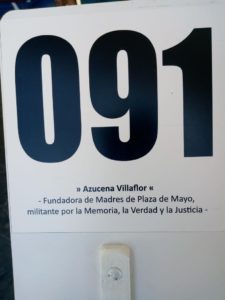 091
» Azucena Villaflor «
- Fundadora de Madres de Plaza de Mayo,
militante por la Memoria, la Verdad y la Justicia -